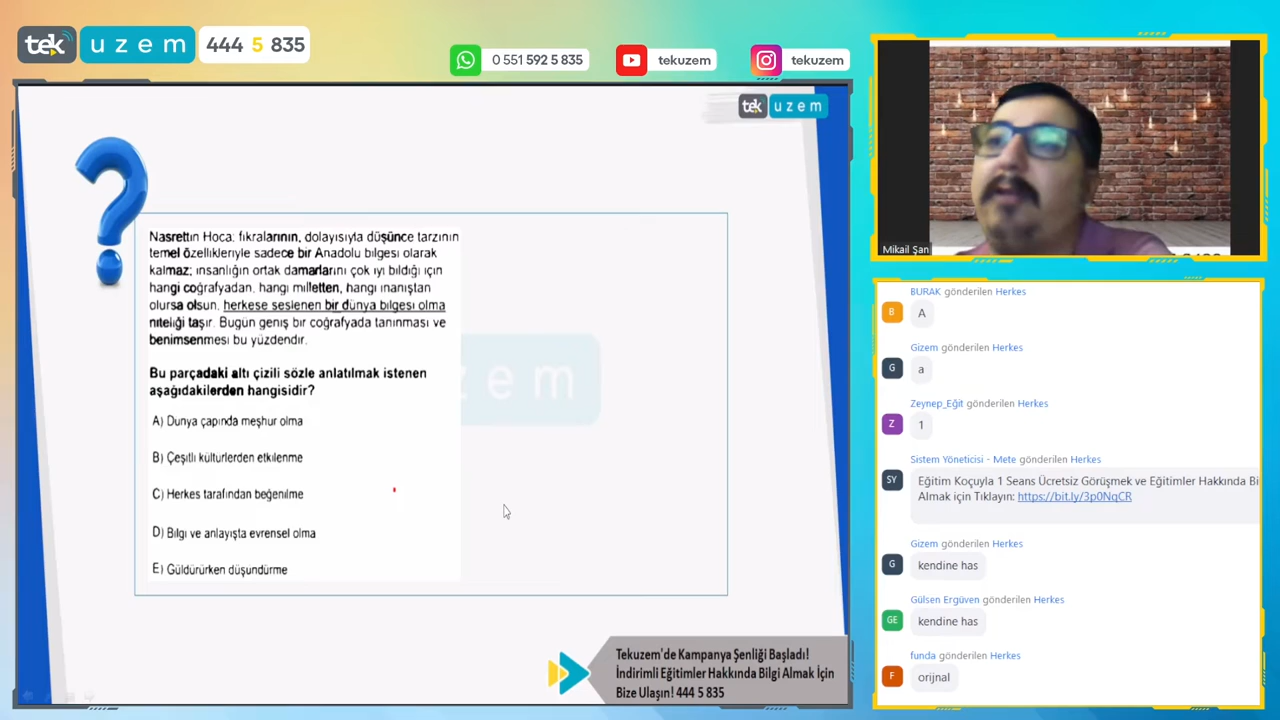 tek uzem 444 5 835
0 551 592 5 835
tekuzem
tekuzem
tek uzem
Nasrettin Hoca; fıkralarının, dolayısıyla düşünce tarzının
temel özellikleriyle sadece bir Anadolu bilgesi olarak
kalmaz; insanlığın ortak damarlarını çok iyi bildiği için
hangi coğrafyadan, hangi milletten, hangi inanıştan
olursa olsun, herkese seslenen bir dünya bilgesi olma
niteliği taşır. Bugün geniş bir coğrafyada tanınması ve
benimsenmesi bu yüzdendir.
Bu parçadaki altı çizili sözle anlatılmak istenen
aşağıdakilerden hangisidir?
A) Dünya çapında meşhur olma
B) Çeşitli kültürlerden etkilenme
C) Herkes tarafından beğenilme
D) Bilgi ve anlayışta evrensel olma
E) Güldürürken düşündürme
z e m
Tekuzem'de Kampanya Şenliği Başladı!
İndirimli Eğitimler Hakkında Bilgi Almak İçin
Bize Ulaşın! 444 5 835
Mikail Şan
BURAK gönderilen Herkes
B
A
Gizem gönderilen Herkes
G
a
Zeynep_Eğit gönderilen Herkes
Z
1
Sistem Yöneticisi - Mete gönderilen Herkes
SY
Eğitim Koçuyla 1 Seans Ücretsiz Görüşmek ve Eğitimler Hakkında Bi
Almak için Tıklayın: https://bit.ly/3p0NqCR
Gizem gönderilen Herkes
G
kendine has
Gülsen Ergüven gönderilen Herkes
GE
kendine has
funda gönderilen Herkes
F
orijnal